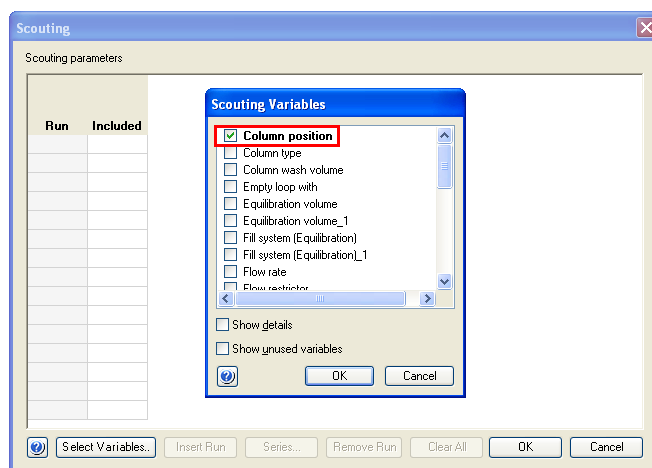 Scouting
Scouting parameters
Run Included
Scouting Variables
Column position
Column type
Column wash volume
Empty loop with
Equilibration volume
Equilibration volume_1
Fill system (Equilibration)
Fill system (Equilibration)_1
Flow rate
Flow restrictor
Show details
Show unused variables
OK Cancel
Select Variables.. Insert Run Series... Remove Run Clear All OK Cancel